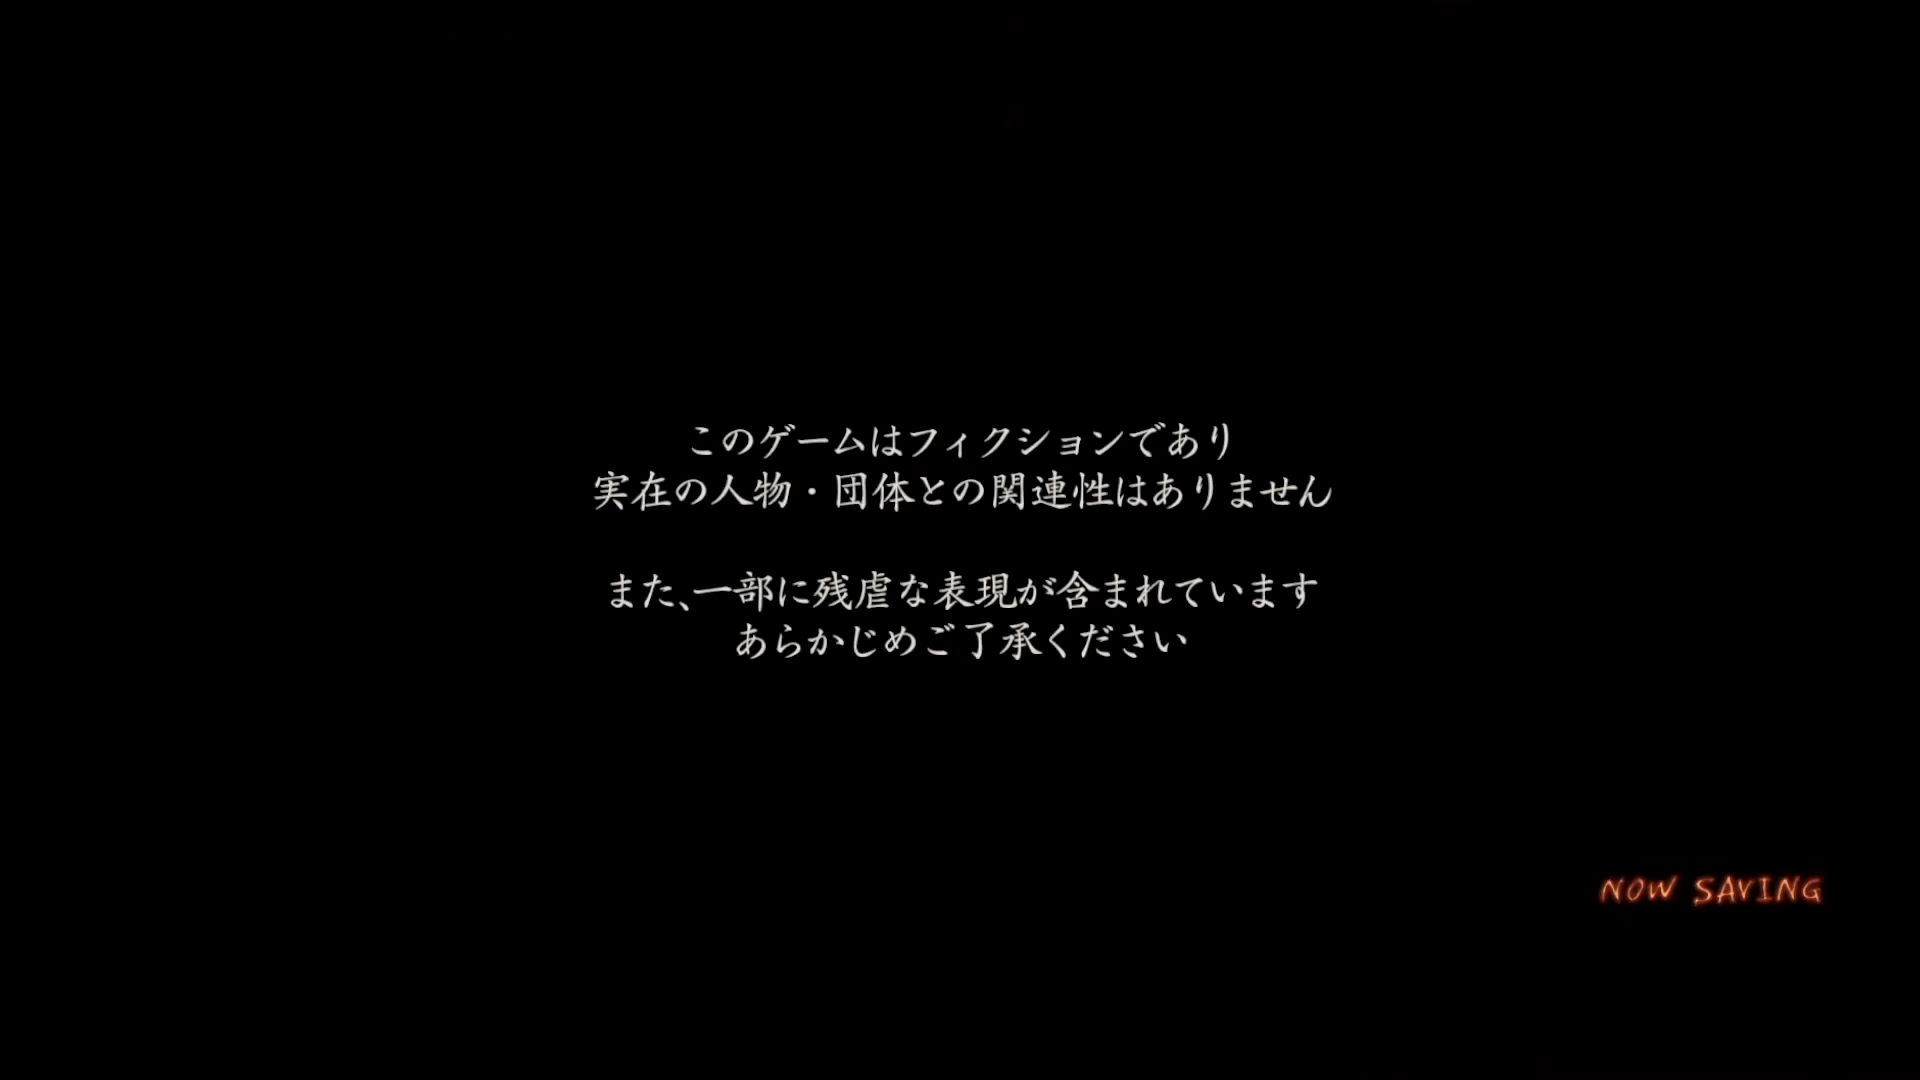 このゲームはフィクションであり
実在の人物・団体との関連性はありません
また、一部に残虐な表現が含まれています
あらかじめご了承ください
NOW SAVING